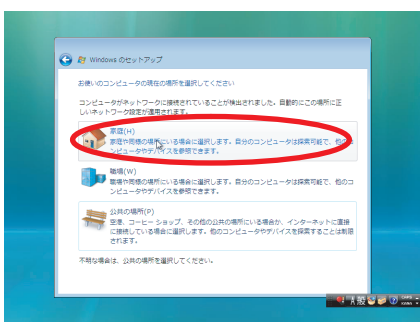 Windows のセットアップ
お使いのコンピュータの現在の場所を選択してください
コンピュータがネットワークに接続されていることが検出されました。自動的にこの場所に正
しいネットワーク設定が適用されます。
家庭(H)
家庭や同様の場所にいる場合に選択します。自分のコンピュータは探索可能で、他のコ
ンピュータやデバイスを参照できます。
職場(W)
職場や同様の場所にいる場合に選択します。自分のコンピュータは探索可能で、他のコ
ンピュータやデバイスを参照できます。
公共の場所(P)
空港、コーヒー ショップ、その他の公共の場所にいる場合か、インターネットに直接
に接続している場合に選択します。他のコンピュータやデバイスを探索することは制限
されます。
不明な場合は、公共の場所を選択してください。
A 般
CAPS
KANA